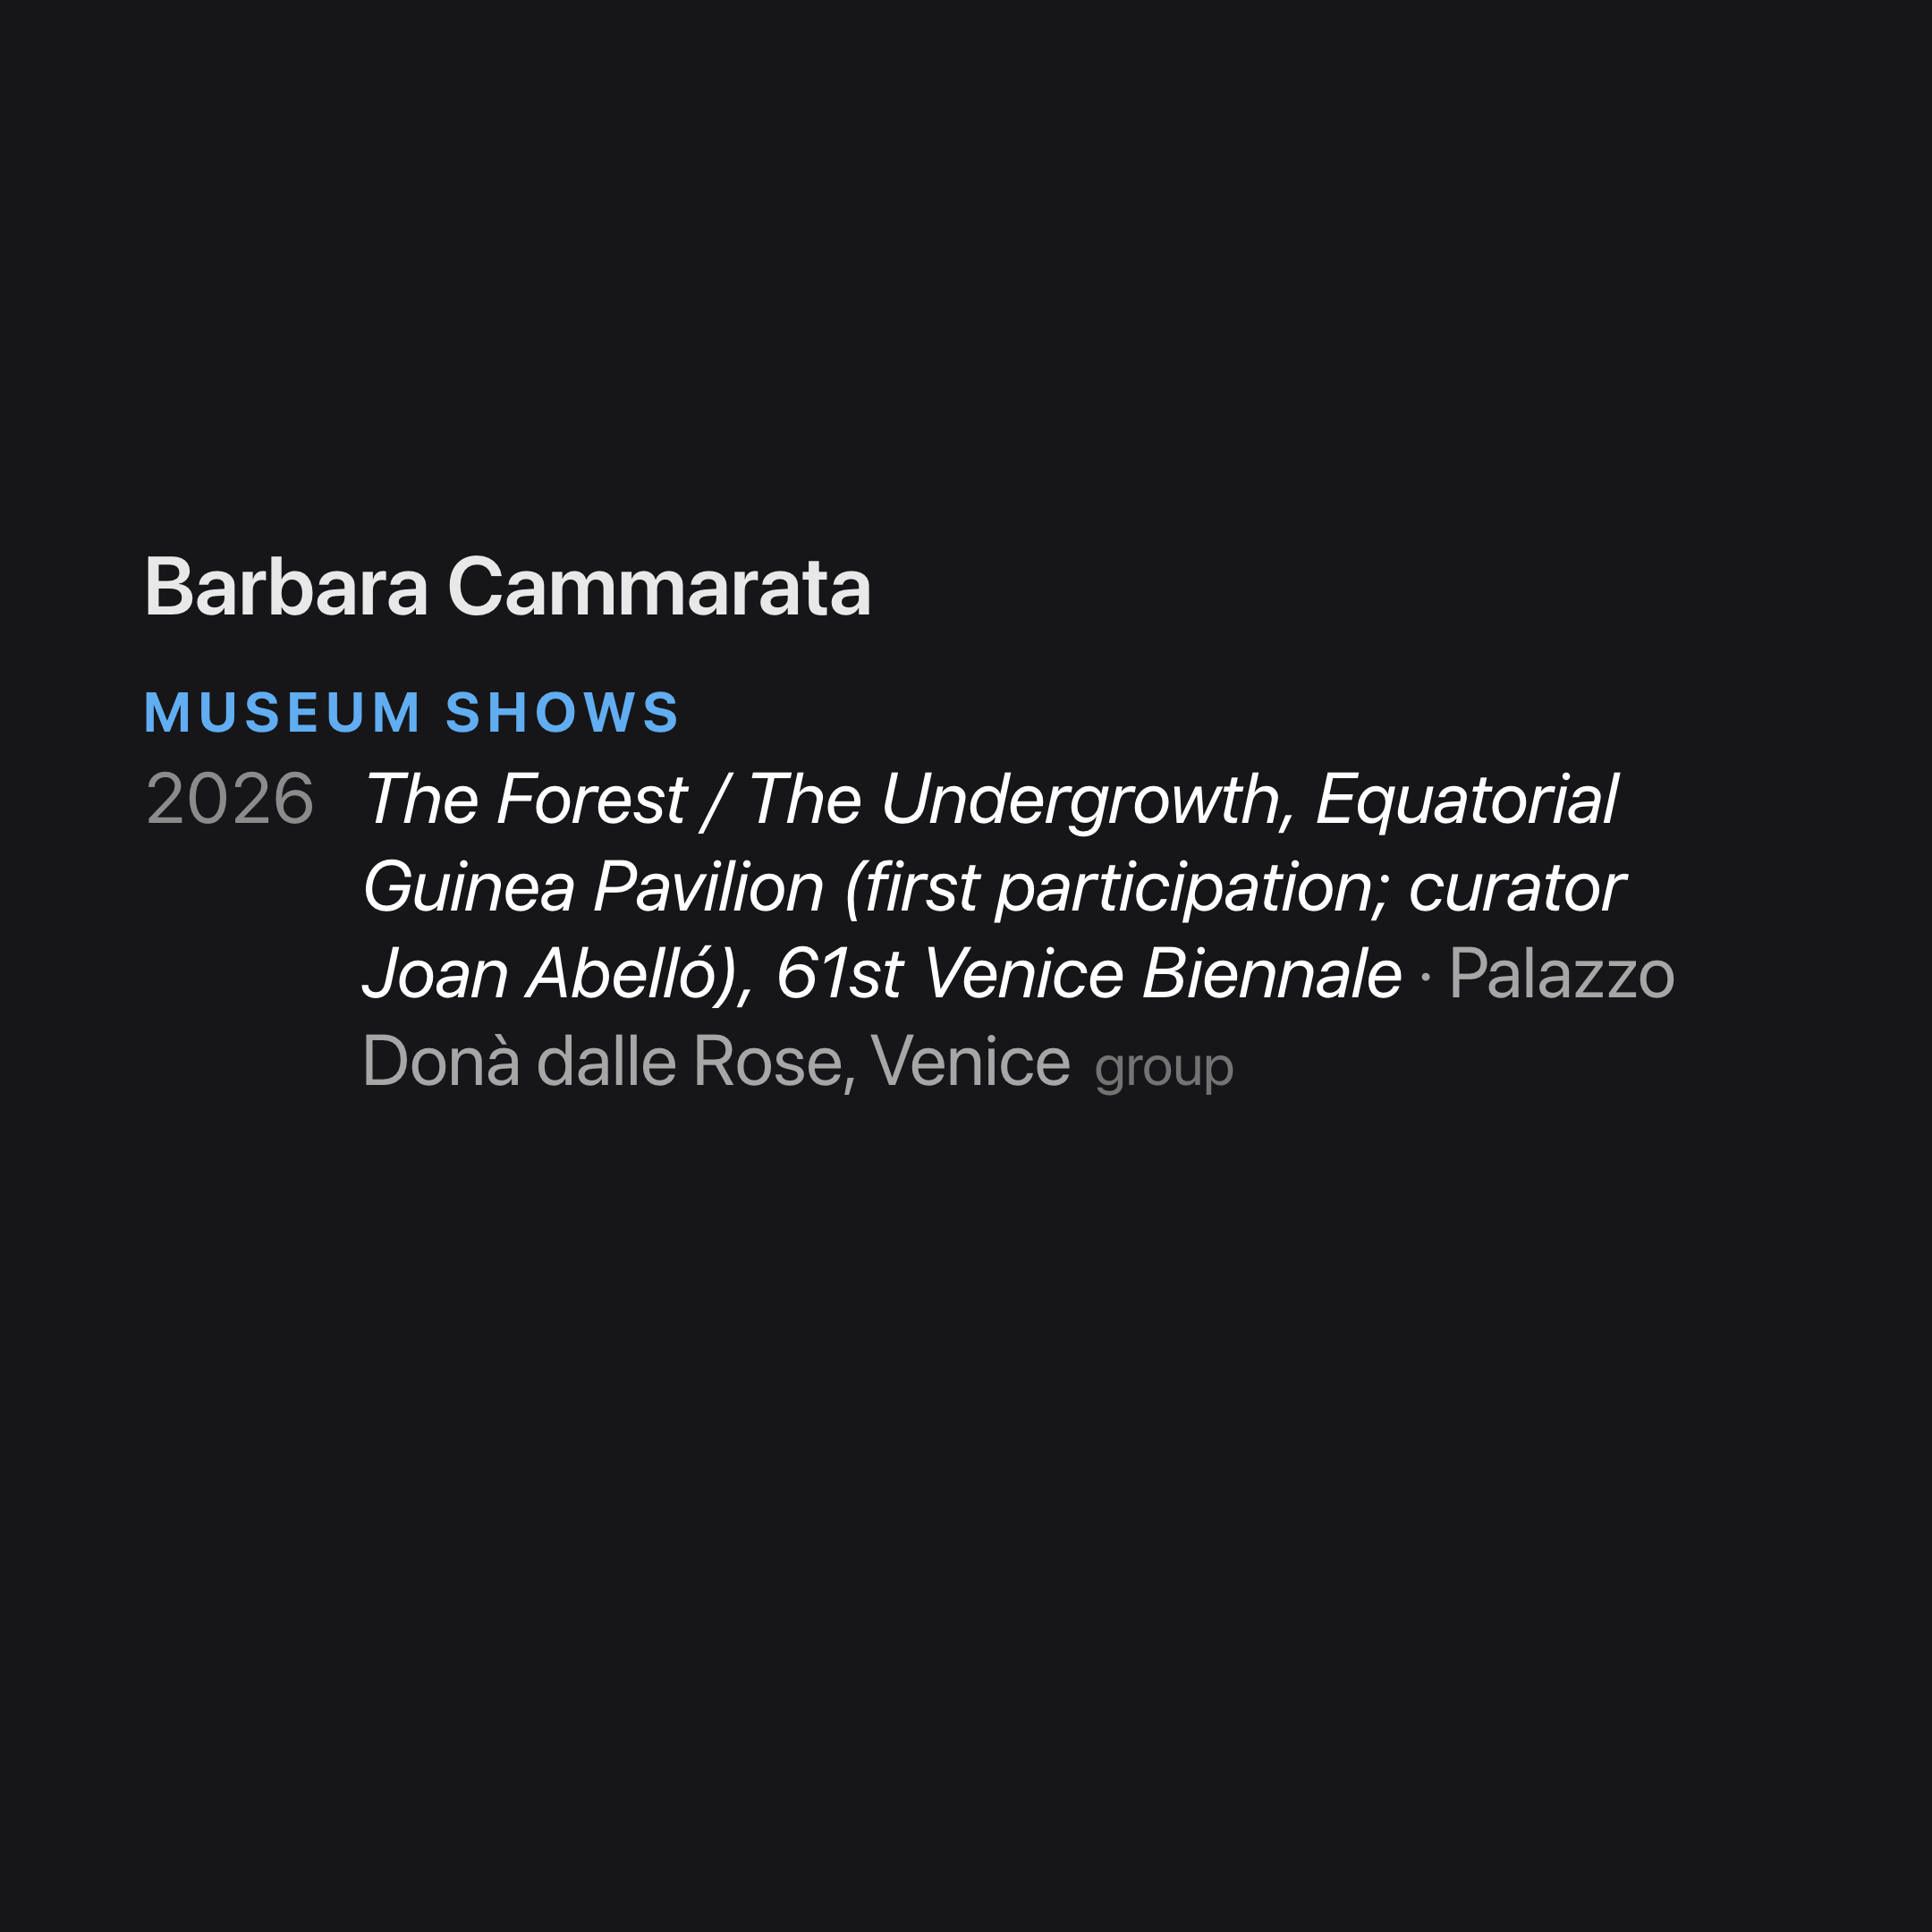 Barbara Cammarata
MUSEUM SHOWS
2026 The Forest / The Undergrowth, Equatorial
Guinea Pavilion (first participation; curator
Joan Abelló), 61st Venice Biennale · Palazzo
Donà dalle Rose, Venice group